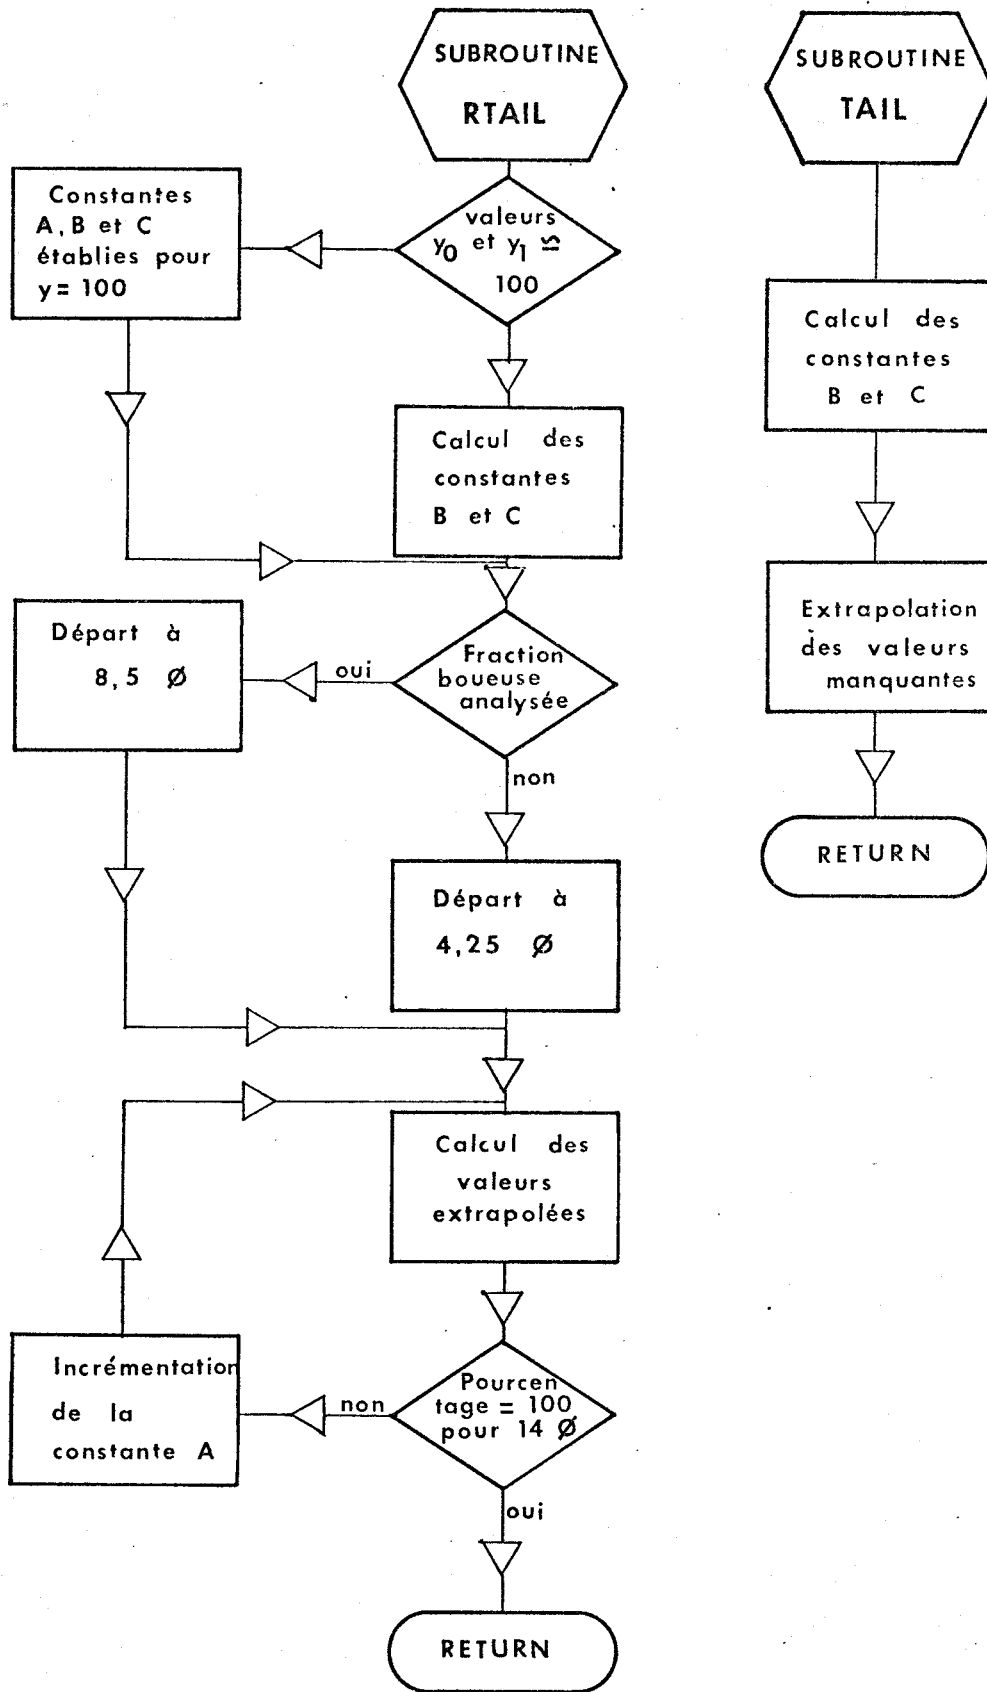 SUBROUTINE
RTAIL
valeurs
y0 et y1 ≃
100
Constantes
A, B et C
établies pour
y = 100
Calcul des
constantes
B et C
Fraction
boueuse
analysée
oui
Départ à
8,5 Ø
non
Départ à
4,25 Ø
Calcul des
valeurs
extrapolées
Pourcen
tage = 100
pour 14 Ø
non
Incrémentation
de la
constante A
oui
RETURN
SUBROUTINE
TAIL
Calcul des
constantes
B et C
Extrapolation
des valeurs
manquantes
RETURN